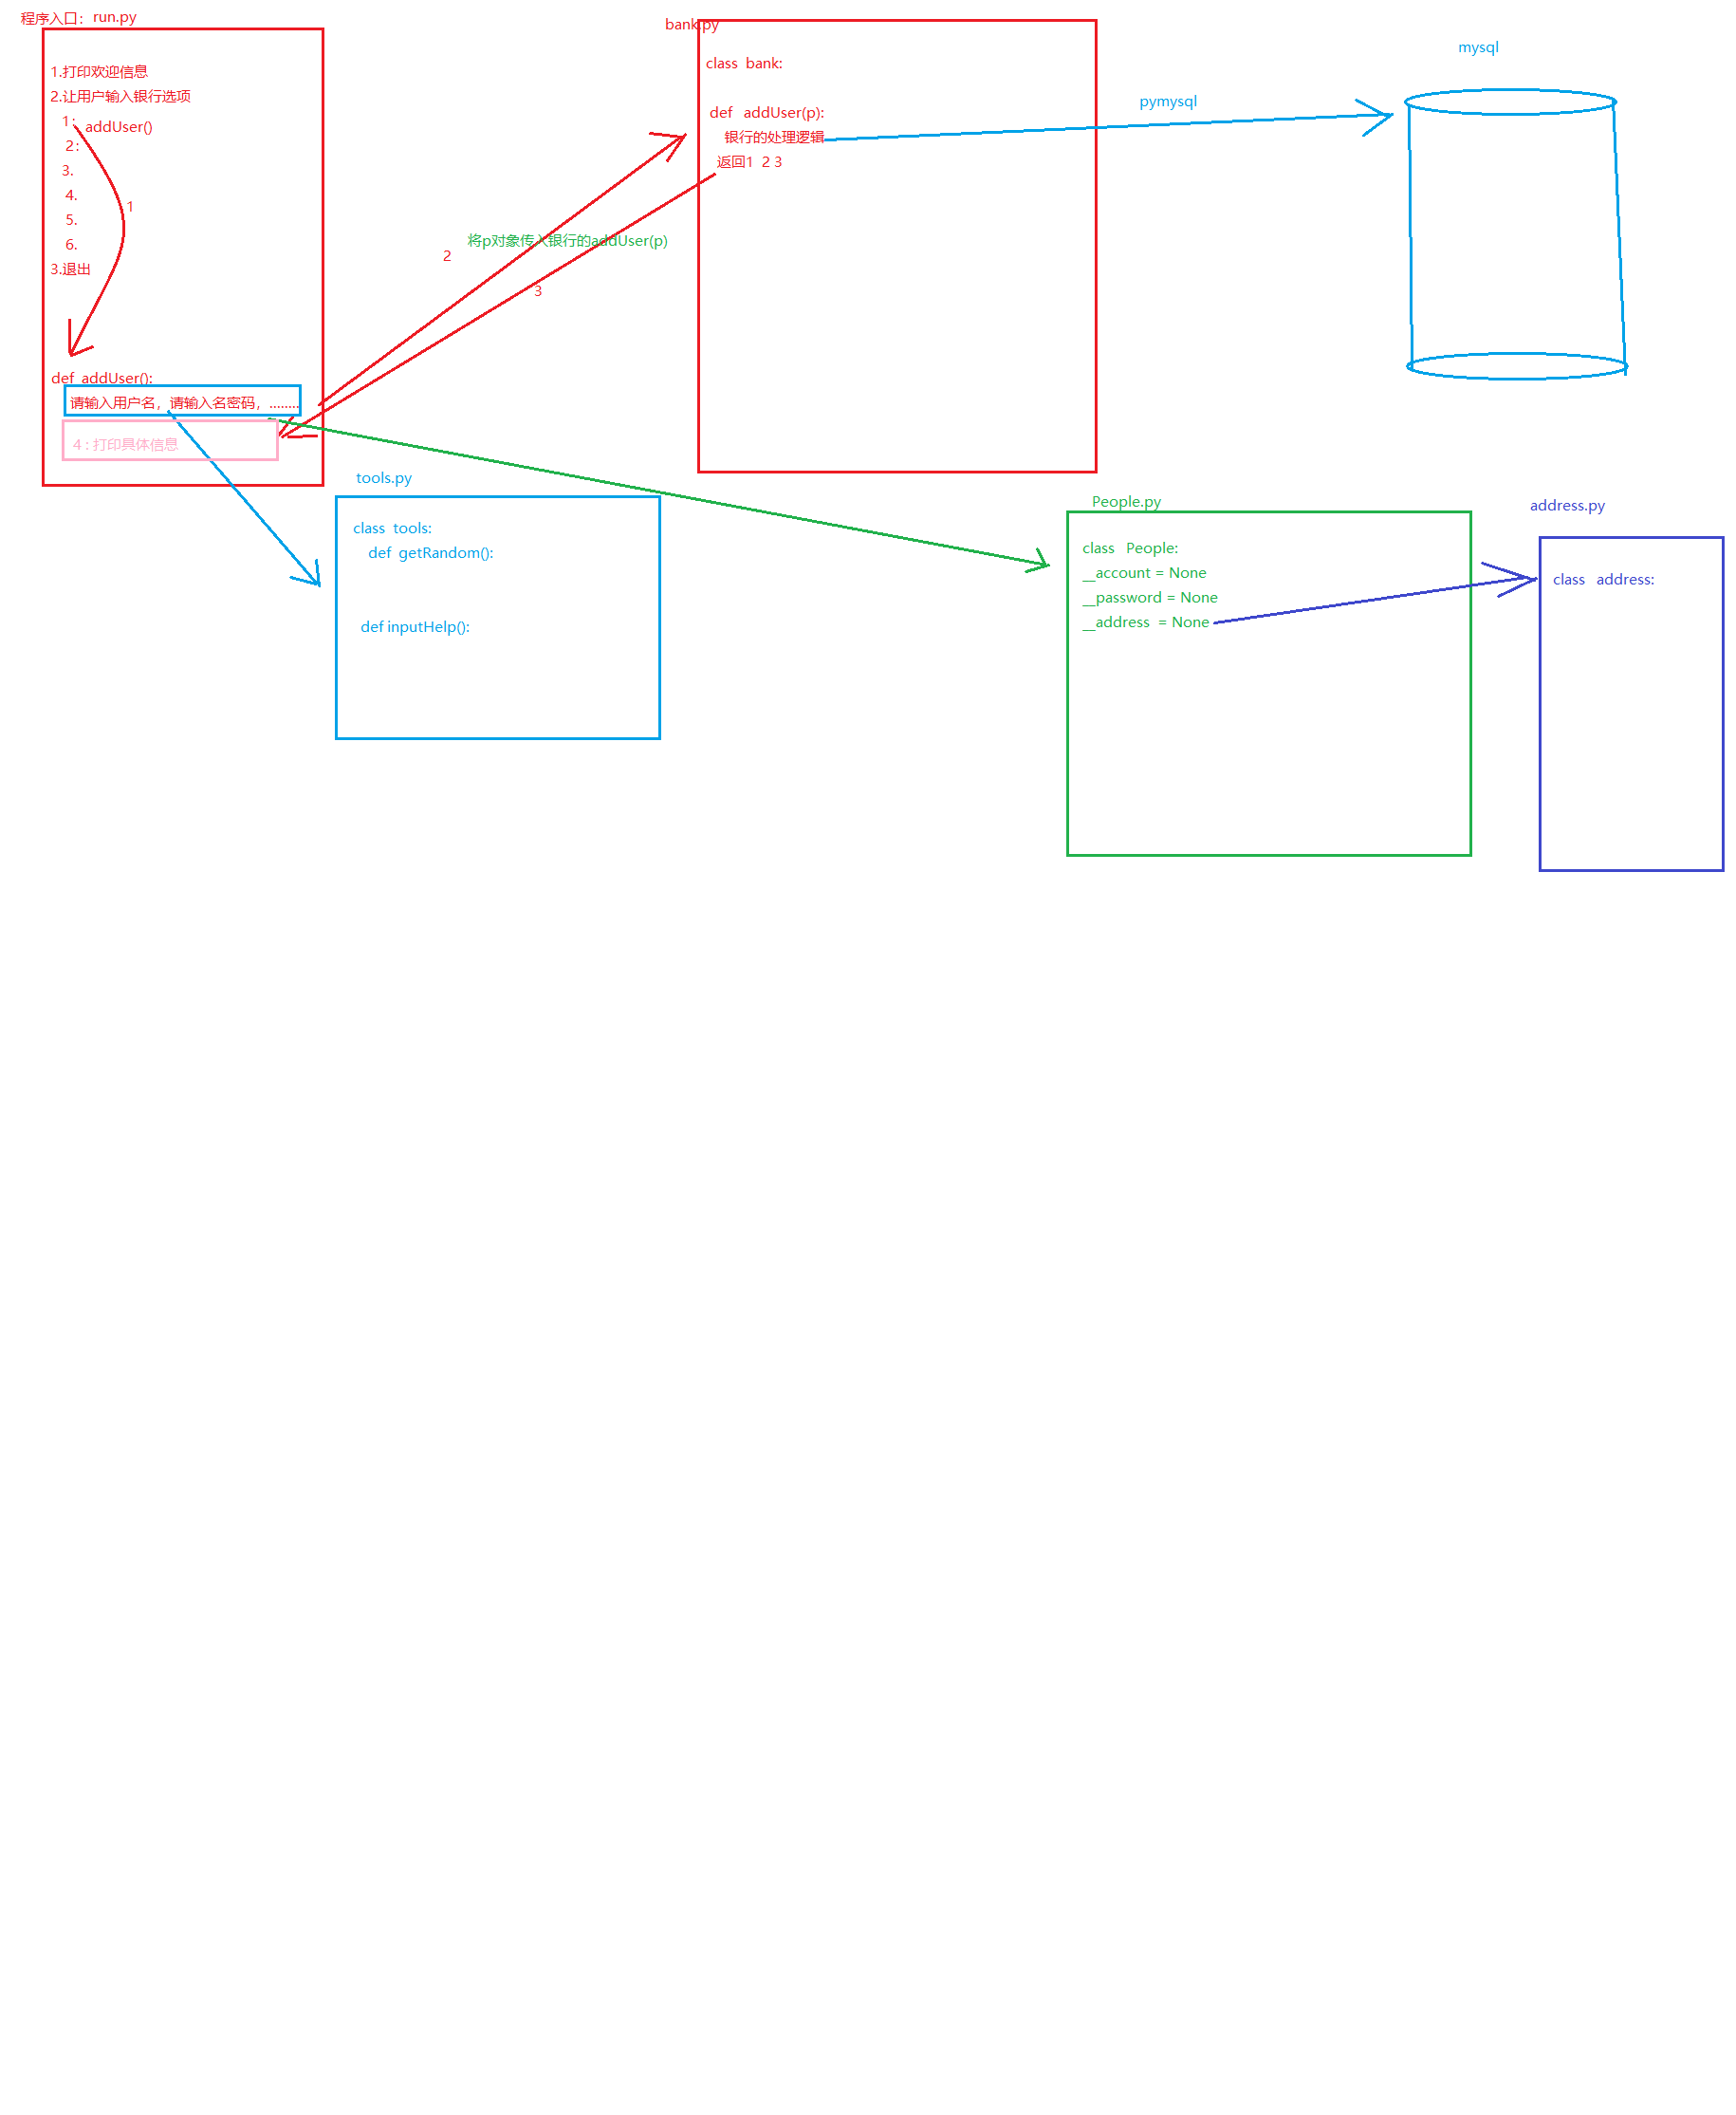 程序入口：run.py
1.打印欢迎信息
2.让用户输入银行选项
1：
addUser()
2：
3.
4.
5.
6.
3.退出
1
def addUser():
请输入用户名，请输入名密码，........
4：打印具体信息
2
将p对象传入银行的addUser(p)
3
bank.py
class bank:
def addUser(p):
银行的处理逻辑
返回1 2 3
pymysql
mysql
tools.py
class tools:
def getRandom():
def inputHelp():
People.py
class People:
__account = None
__password = None
__address = None
address.py
class address: